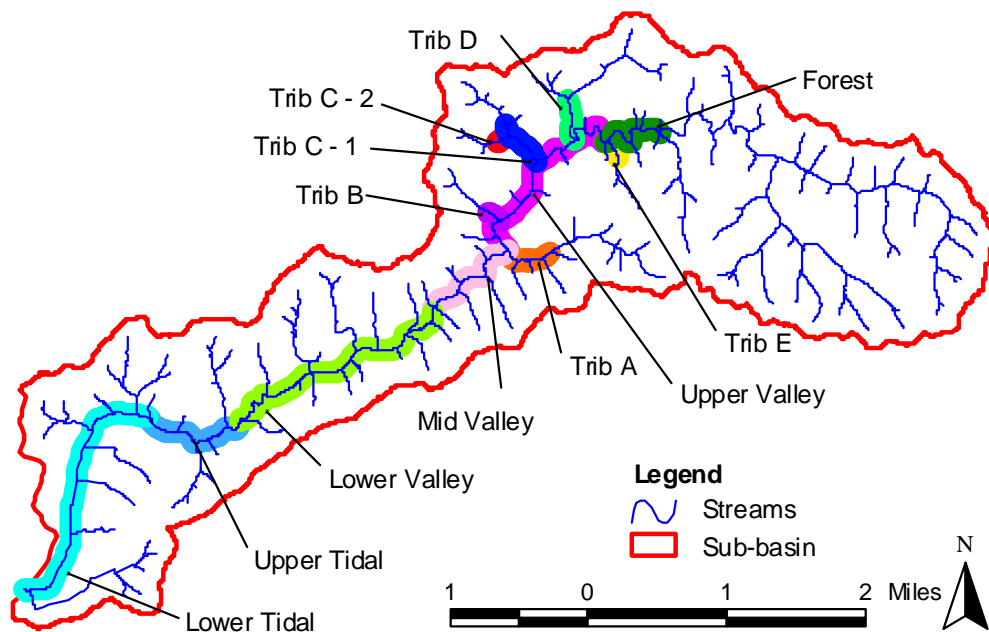 Trib D
Forest
Trib C - 2
Trib C - 1
Trib B
Trib E
Trib A
Upper Valley
Mid Valley
Lower Valley
Upper Tidal
Lower Tidal
Legend
Streams
Sub-basin
N
1 0 1 2 Miles